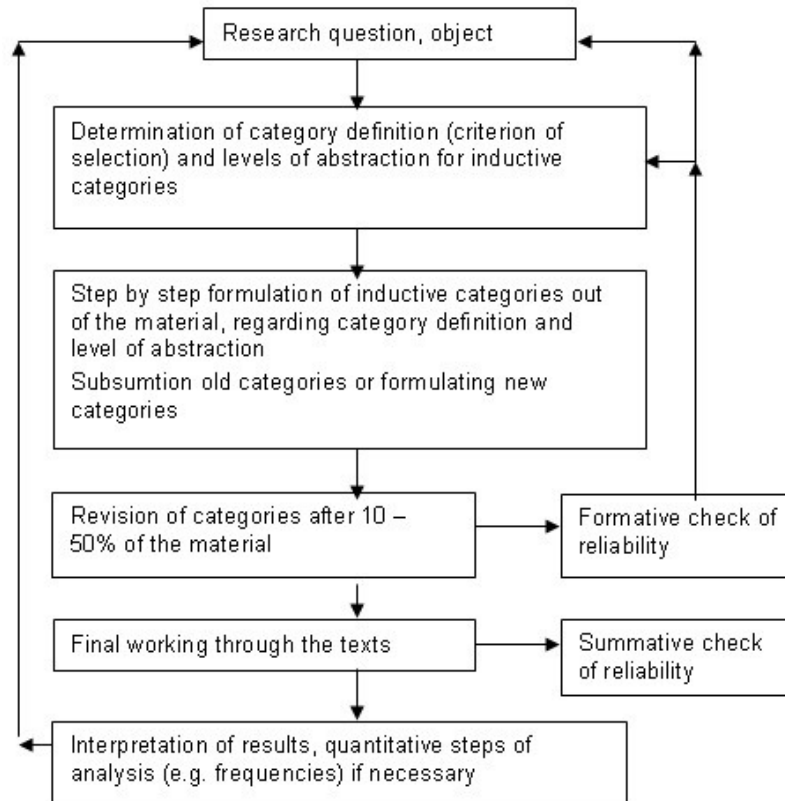 Research question, object
Determination of category definition (criterion of
selection) and levels of abstraction for inductive
categories
Step by step formulation of inductive categories out
of the material, regarding category definition and
level of abstraction
Subsumtion old categories or formulating new
categories
Revision of categories after 10 –
50% of the material
Formative check of
reliability
Final working through the texts
Summative check
of reliability
Interpretation of results, quantitative steps of
analysis (e.g. frequencies) if necessary